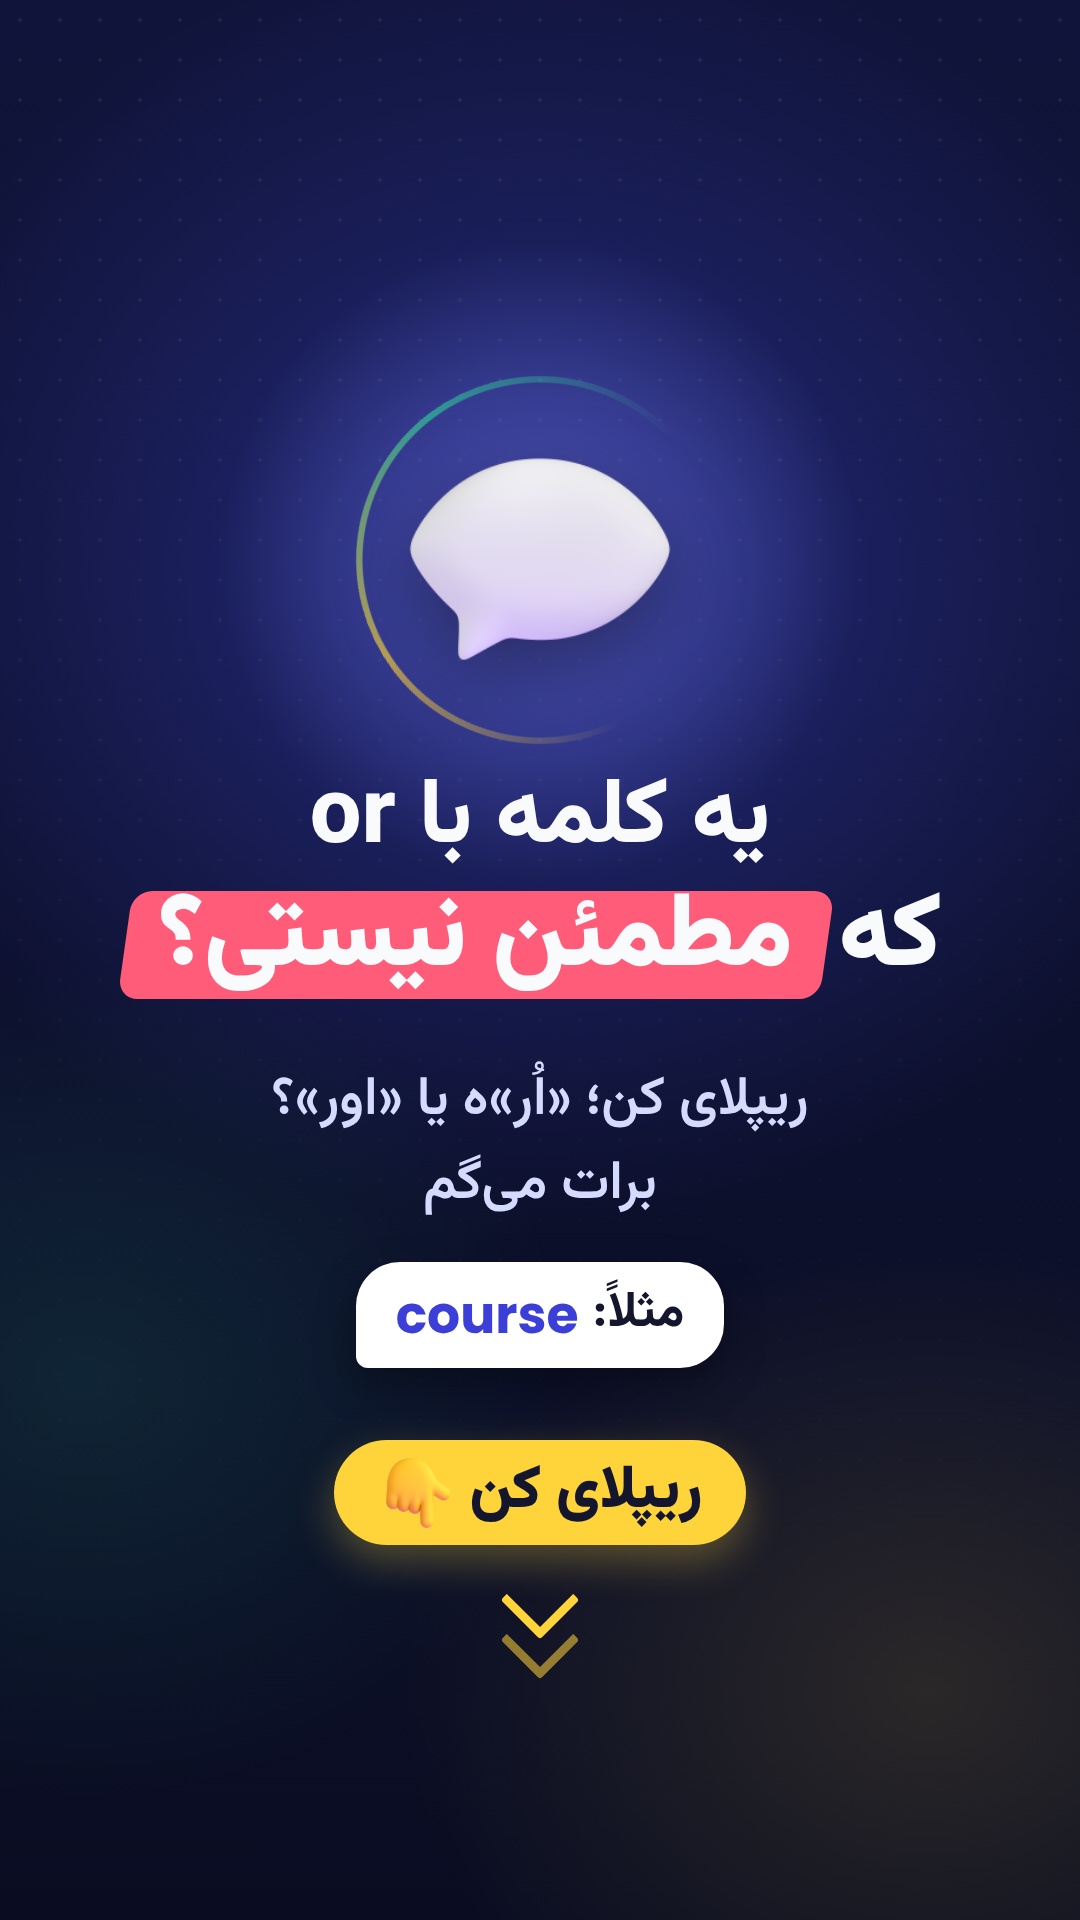 یه کلمه با or
که مطمئن نیستی؟
ریپلای کن؛ «اُر»ه یا «اور»؟
برات می‌گم
مثلاً: course
ریپلای کن 👇